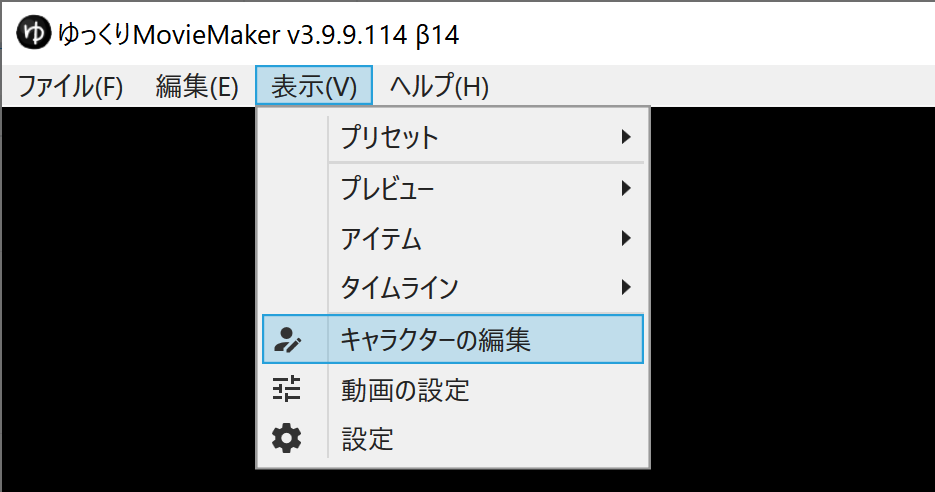 ゆ ゆっくりMovieMaker v3.9.9.114 β14
ファイル(F) 編集(E) 表示(V) ヘルプ(H)
プリセット
プレビュー
アイテム
タイムライン
キャラクターの編集
動画の設定
設定